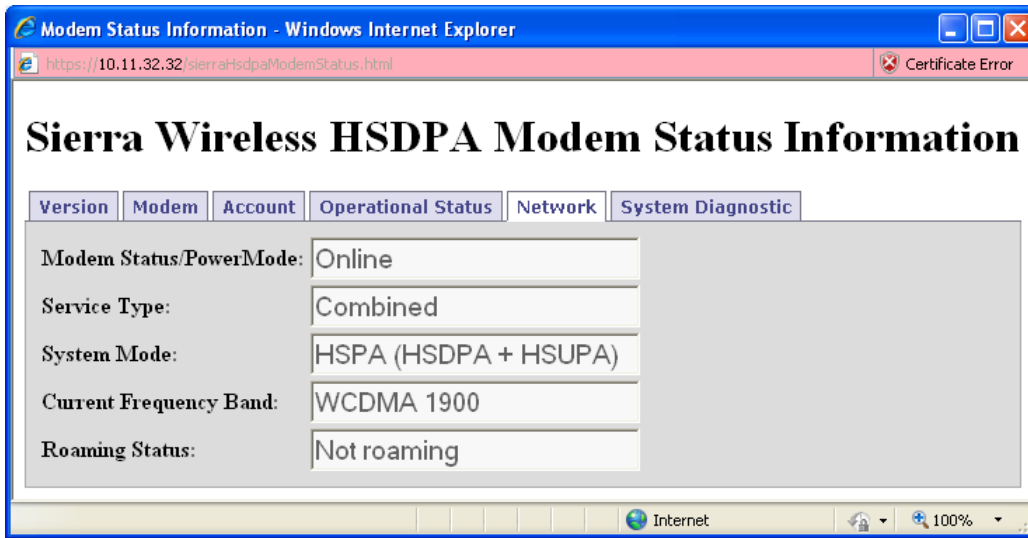 Modem Status Information - Windows Internet Explorer
https://10.11.32.32/sierraHsdpaModemStatus.html Certificate Error
Sierra Wireless HSDPA Modem Status Information
Version Modem Account Operational Status Network System Diagnostic
Modem Status/PowerMode: Online
Service Type: Combined
System Mode: HSPA (HSDPA + HSUPA)
Current Frequency Band: WCDMA 1900
Roaming Status: Not roaming
Internet 100%